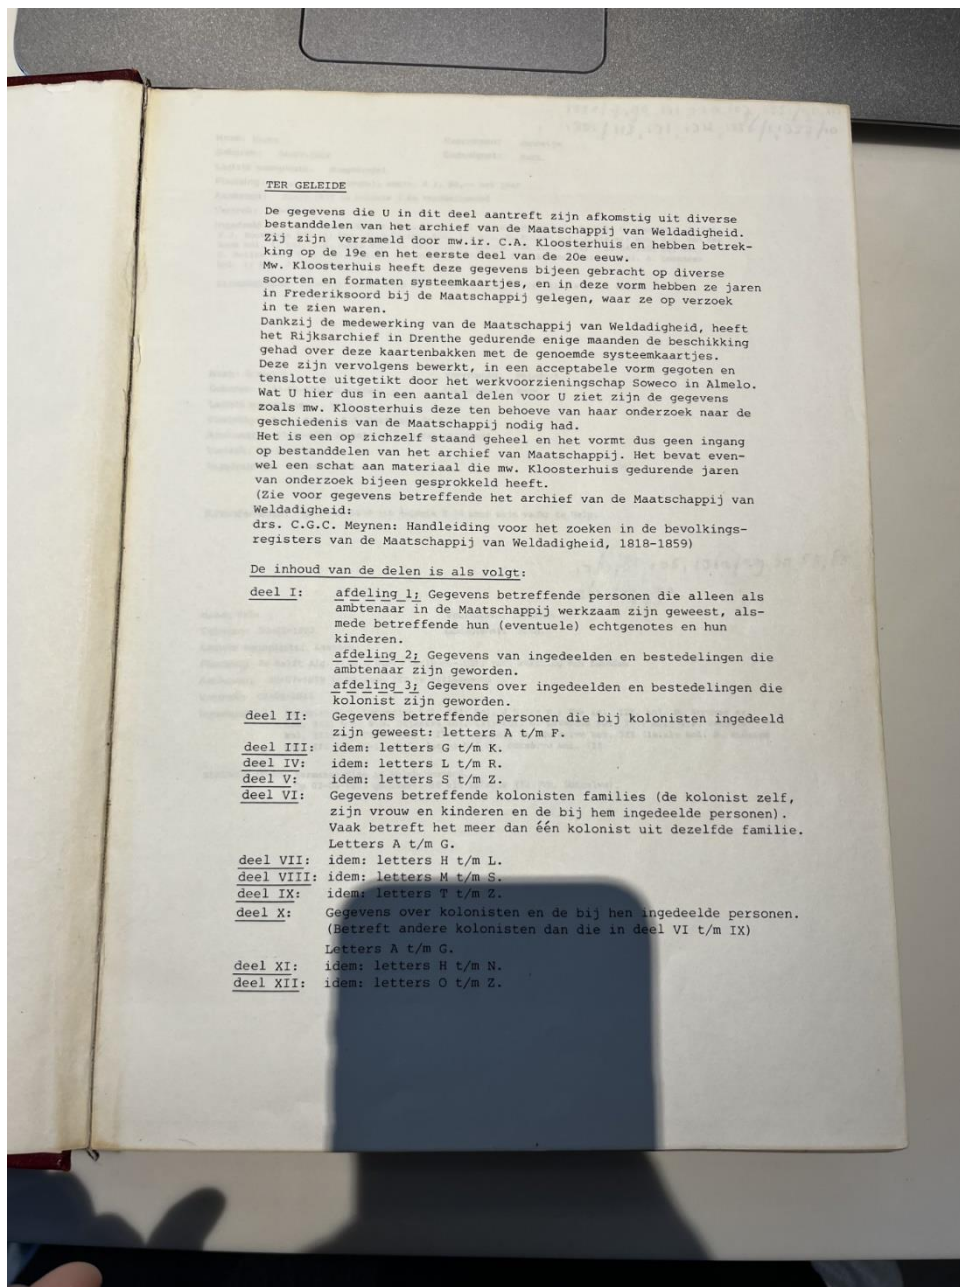 TER GELEIDE
De gegevens die U in dit deel aantreft zijn afkomstig uit diverse
bestanddelen van het archief van de Maatschappij van Weldadigheid.
Zij zijn verzameld door mw.ir. C.A. Kloosterhuis en hebben betrek-
king op de 19e en het eerste deel van de 20e eeuw.
Mw. Kloosterhuis heeft deze gegevens bijeen gebracht op diverse
soorten en formaten systeemkaartjes, en in deze vorm hebben ze jaren
in Frederiksoord bij de Maatschappij gelegen, waar ze op verzoek
in te zien waren.
Dankzij de medewerking van de Maatschappij van Weldadigheid, heeft
het Rijksarchief in Drenthe gedurende enige maanden de beschikking
gehad over deze kaartenbakken met de genoemde systeemkaartjes.
Deze zijn vervolgens bewerkt, in een acceptabele vorm gegoten en
tenslotte uitgetikt door het werkvoorzieningschap Soweco in Almelo.
Wat U hier dus in een aantal delen voor U ziet zijn de gegevens
zoals mw. Kloosterhuis deze ten behoeve van haar onderzoek naar de
geschiedenis van de Maatschappij nodig had.
Het is een op zichzelf staand geheel en het vormt dus geen ingang
op bestanddelen van het archief van Maatschappij. Het bevat even-
wel een schat aan materiaal die mw. Kloosterhuis gedurende jaren
van onderzoek bijeen gesprokkeld heeft.
(Zie voor gegevens betreffende het archief van de Maatschappij van
Weldadigheid:
drs. C.G.C. Meynen: Handleiding voor het zoeken in de bevolkings-
registers van de Maatschappij van Weldadigheid, 1818-1859)
De inhoud van de delen is als volgt:
deel I: afdeling 1; Gegevens betreffende personen die alleen als
ambtenaar in de Maatschappij werkzaam zijn geweest, als-
mede betreffende hun (eventuele) echtgenotes en hun
kinderen.
afdeling 2; Gegevens van ingedeelden en bestedelingen die
ambtenaar zijn geworden.
afdeling 3; Gegevens over ingedeelden en bestedelingen die
kolonist zijn geworden.
deel II: Gegevens betreffende personen die bij kolonisten ingedeeld
zijn geweest: letters A t/m F.
deel III: idem: letters G t/m K.
deel IV: idem: letters L t/m R.
deel V: idem: letters S t/m Z.
deel VI: Gegevens betreffende kolonisten families (de kolonist zelf,
zijn vrouw en kinderen en de bij hem ingedeelde personen).
Vaak betreft het meer dan één kolonist uit dezelfde familie.
Letters A t/m G.
deel VII: idem: letters H t/m L.
deel VIII: idem: letters M t/m S.
deel IX: idem: letters T t/m Z.
deel X: Gegevens over kolonisten en de bij hen ingedeelde personen.
(Betreft andere kolonisten dan die in deel VI t/m IX)
Letters A t/m G.
deel XI: idem: letters H t/m N.
deel XII: idem: letters O t/m Z.